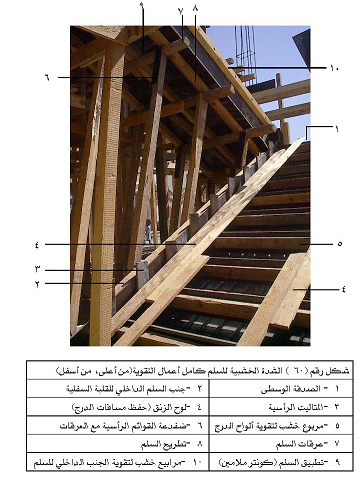 ٩
٧
٨
٦
١٠
١
٤
٥
٣
٢
٤
شكل رقم (٦٠) الشدة الخشبية للسلم كامل أعمال التقوية(من أعلى، من أسفل)
١ - الصدفة الوسطى
٢ -جنب السلم الداخلي للقلبة السفلية
٣ -المثاليت الرأسية
٤ -لوح الزنق (حفظ مسافات الدرج)
٥ -مربوع خشب لتقوية ألواح الدرج
٦ -ضفدعة القوائم الرأسية مع العرقات
٧ -عرقات السلم
٨ -تطريح السلم
٩ -تطبيق السلم (كونتر ملامين)
١٠ -مرابيع خشب لتقوية الجنب الداخلي للسلم